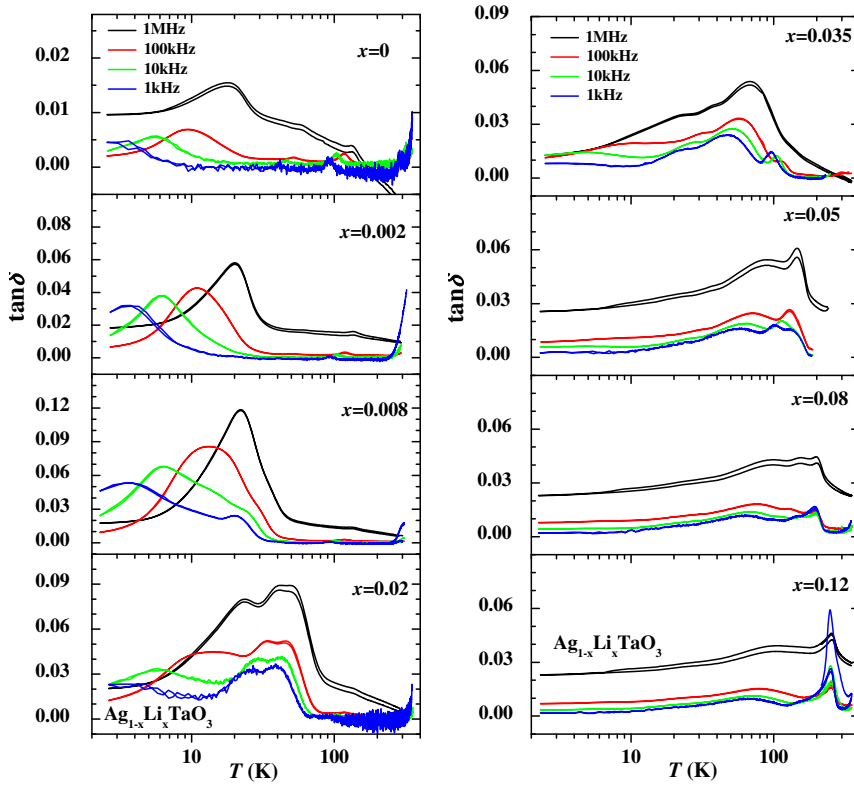 1MHz
100kHz
10kHz
1kHz
x=0
0.03
0.02
0.01
0.00
x=0.002
0.08
0.06
0.04
0.02
0.00
x=0.008
0.12
0.09
0.06
0.03
0.00
x=0.02
0.09
0.06
0.03
0.00
Ag1-xLixTaO3
tanδ
10
100
T (K)
1MHz
100kHz
10kHz
1kHz
x=0.035
0.09
0.06
0.03
0.00
x=0.05
0.06
0.03
0.00
x=0.08
0.06
0.03
0.00
x=0.12
Ag1-xLixTaO3
0.06
0.03
0.00
tanδ
10
100
T (K)